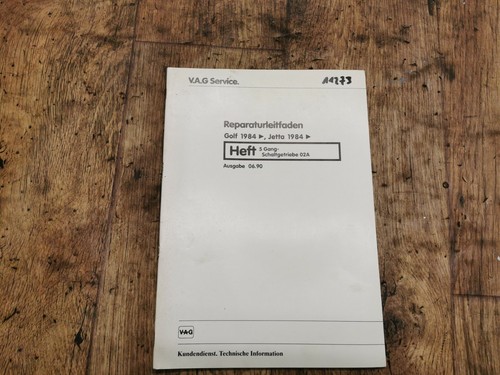 V.A.G Service.
A1273
Reparaturleitfaden
Golf 1984 ►, Jetta 1984 ►
Heft 5 Gang-
Schaltgetriebe 02A
Ausgabe 06.90
V·A·G
Kundendienst. Technische Information